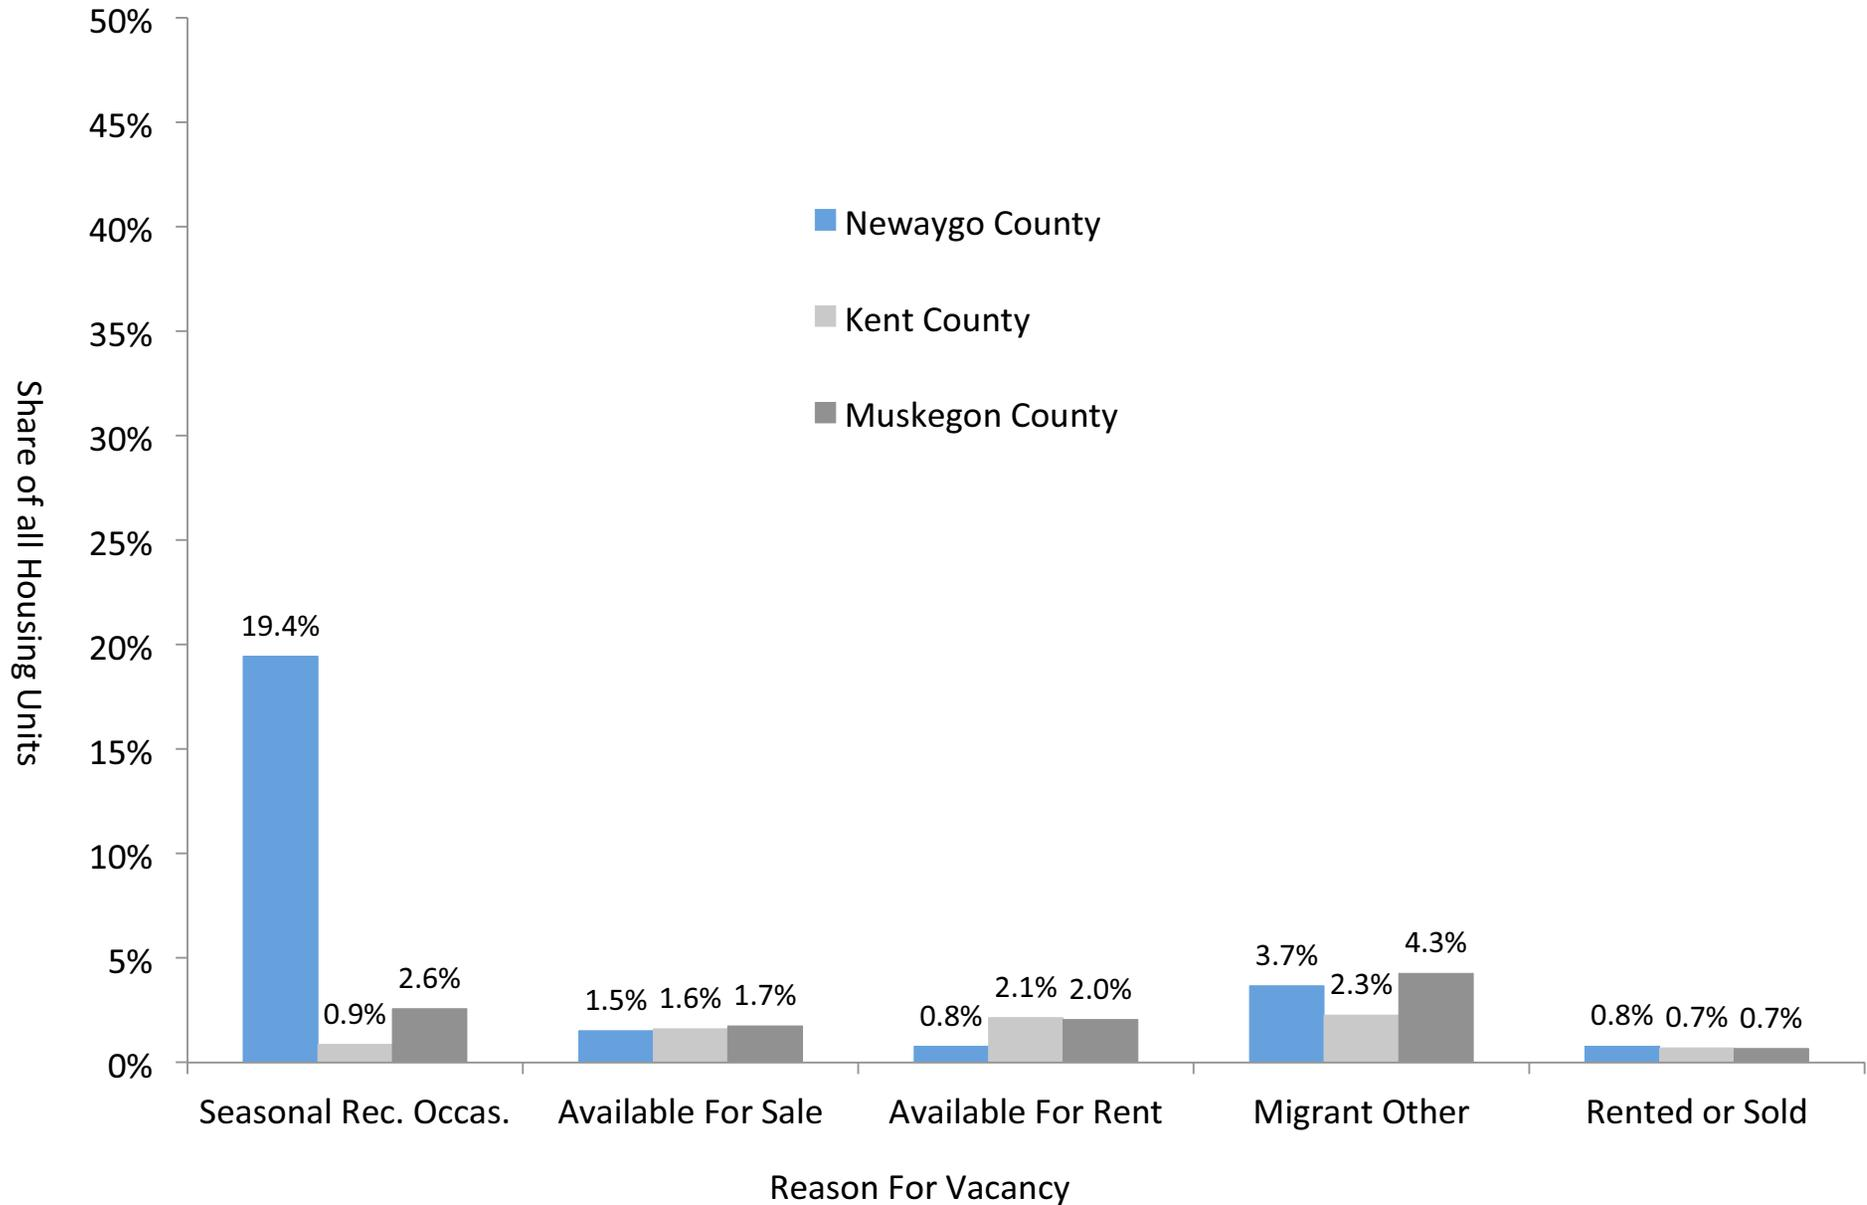 50%
45%
40%
35%
30%
25%
20%
15%
10%
5%
0%
Share of all Housing Units
Newaygo County
Kent County
Muskegon County
19.4%
0.9%
2.6%
1.5%
1.6%
1.7%
0.8%
2.1%
2.0%
3.7%
2.3%
4.3%
0.8%
0.7%
0.7%
Seasonal Rec. Occas.
Available For Sale
Available For Rent
Migrant Other
Rented or Sold
Reason For Vacancy